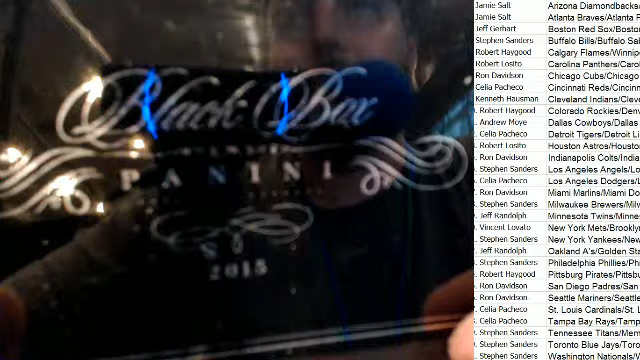 Black Box
PANINI
2015
Jamie Salt Arizona Diamondbacks/
Jamie Salt Atlanta Braves/Atlanta
Jeff Gerhart Boston Red Sox/Boston
Stephen Sanders Buffalo Bills/Buffalo Sa
Robert Haygood Calgary Flames/Winnip
Robert Losito Carolina Panthers/Caro
Ron Davidson Chicago Cubs/Chicago
Celia Pacheco Cincinnati Reds/Cincin
Kenneth Hausman Cleveland Indians/Cleve
Robert Haygood Colorado Rockies/Denv
Andrew Moye Dallas Cowboys/Dallas
Celia Pacheco Detroit Tigers/Detroit L
Robert Losito Houston Astros/Houston
Ron Davidson Indianapolis Colts/India
Stephen Sanders Los Angeles Angels/Los
Celia Pacheco Los Angeles Dodgers/L
Ron Davidson Miami Marlins/Miami Do
Stephen Sanders Milwaukee Brewers/Milw
Jeff Randolph Minnesota Twins/Minne
Vincent Lovato New York Mets/Brooklyn
Stephen Sanders New York Yankees/New
Jeff Randolph Oakland A's/Golden Sta
Stephen Sanders Philadelphia Phillies/Phi
Robert Haygood Pittsburg Pirates/Pittsb
Ron Davidson San Diego Padres/San
Ron Davidson Seattle Mariners/Seattle
Celia Pacheco St. Louis Cardinals/St. L
Celia Pacheco Tampa Bay Rays/Tamp
Stephen Sanders Tennessee Titans/Mem
Stephen Sanders Toronto Blue Jays/Toro
Stephen Sanders Washington Nationals/